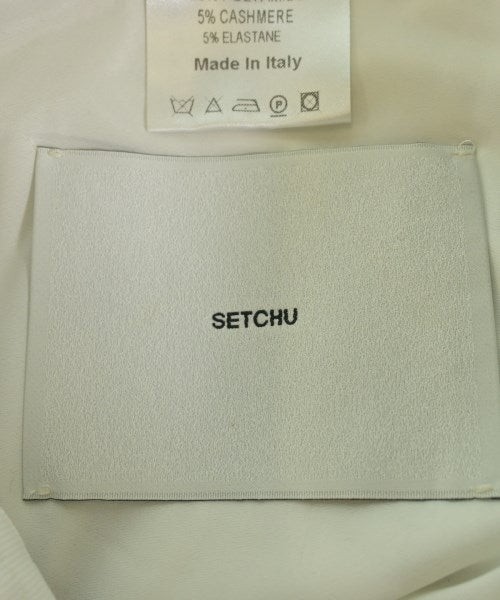 5% CASHMERE
5% ELASTANE
Made In Italy
P
SETCHU